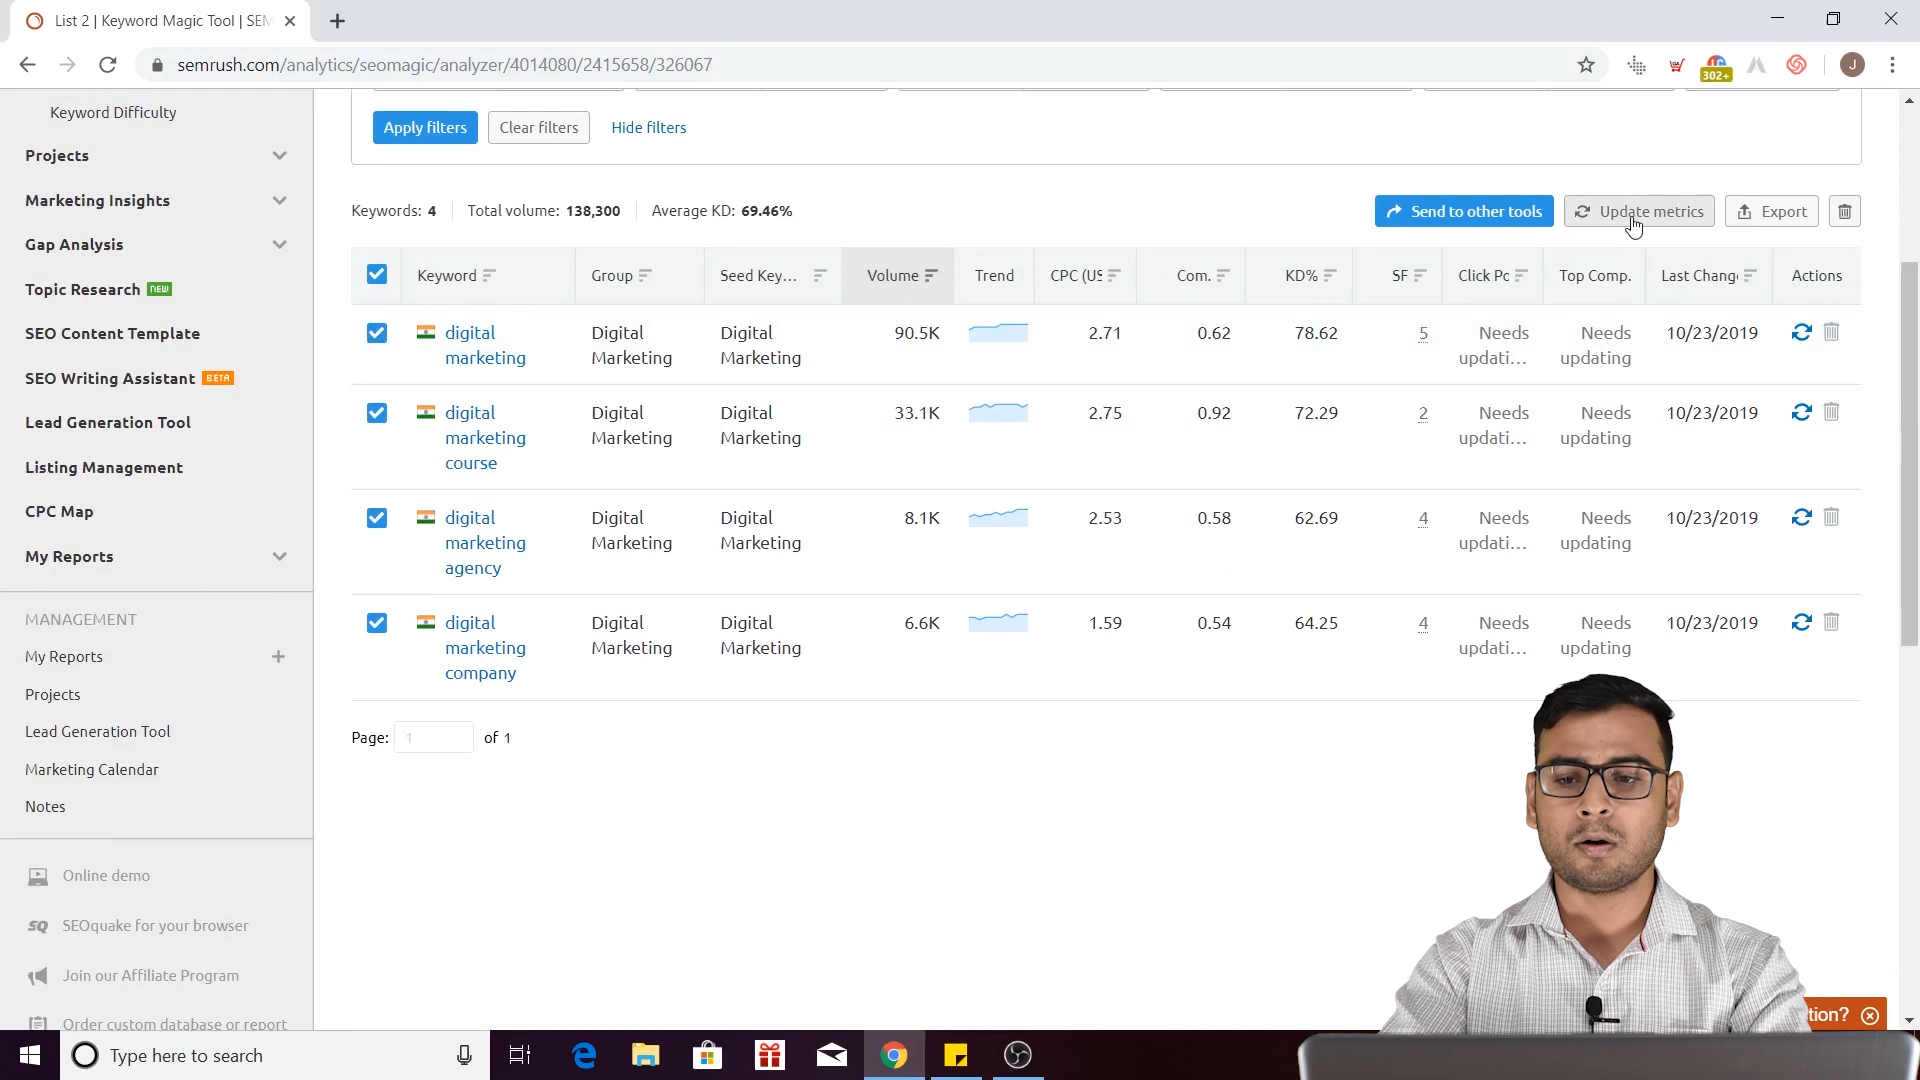 List 2 | Keyword Magic Tool | SEM
semrush.com/analytics/seomagic/analyzer/4014080/2415658/326067
302+
J
Keyword Difficulty
Projects
Marketing Insights
Gap Analysis
Topic Research NEW
SEO Content Template
SEO Writing Assistant BETA
Lead Generation Tool
Listing Management
CPC Map
My Reports
MANAGEMENT
My Reports
Projects
Lead Generation Tool
Marketing Calendar
Notes
Online demo
SQ SEOquake for your browser
Join our Affiliate Program
Order custom database or report
Apply filters Clear filters Hide filters
Keywords: 4 Total volume: 138,300 Average KD: 69.46%
Send to other tools Update metrics Export
Keyword Group Seed Key... Volume Trend CPC (US Com. KD% SF Click Po Top Comp. Last Chang Actions
digital Digital Digital 90.5K 2.71 0.62 78.62 5 Needs Needs 10/23/2019
marketing Marketing Marketing updati... updating
digital Digital Digital 33.1K 2.75 0.92 72.29 2 Needs Needs 10/23/2019
marketing Marketing Marketing updati... updating
course
digital Digital Digital 8.1K 2.53 0.58 62.69 4 Needs Needs 10/23/2019
marketing Marketing Marketing updati... updating
agency
digital Digital Digital 6.6K 1.59 0.54 64.25 4 Needs Needs 10/23/2019
marketing Marketing Marketing updati... updating
company
Page: 1 of 1
tion?
Type here to search